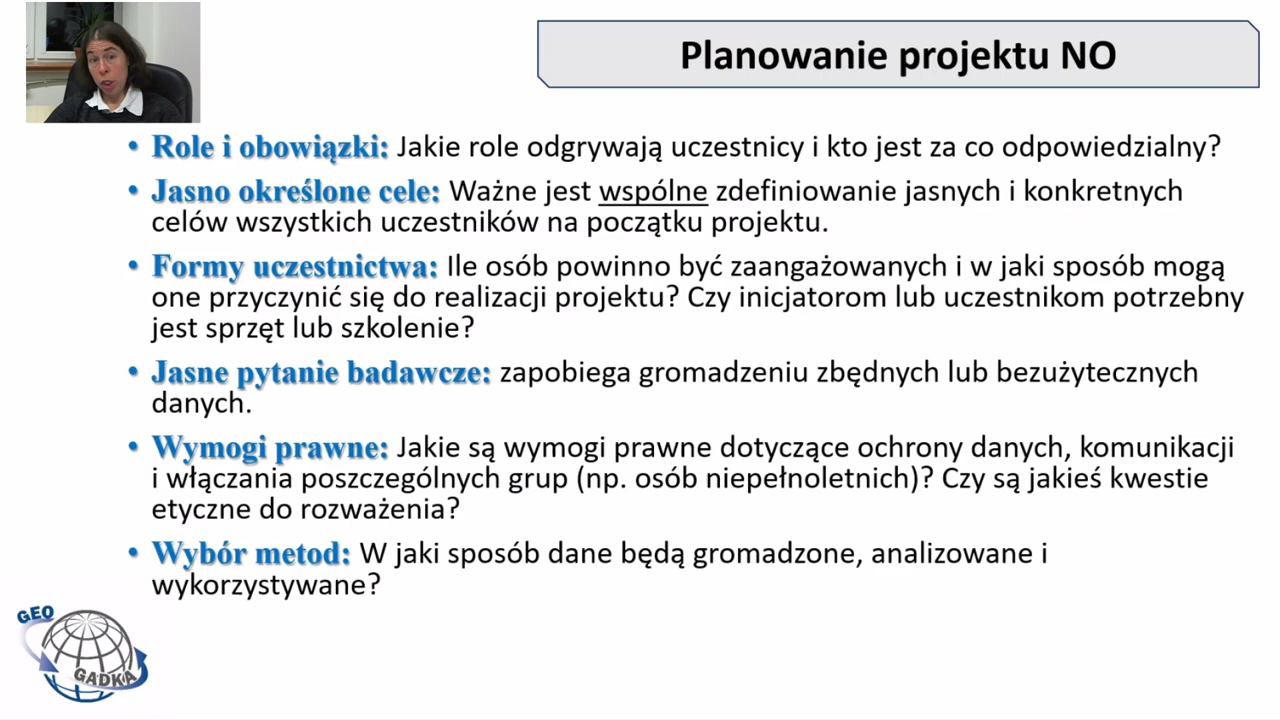 Planowanie projektu NO
• Role i obowiązki: Jakie role odgrywają uczestnicy i kto jest za co odpowiedzialny?
• Jasno określone cele: Ważne jest wspólne zdefiniowanie jasnych i konkretnych
celów wszystkich uczestników na początku projektu.
• Formy uczestnictwa: Ile osób powinno być zaangażowanych i w jaki sposób mogą
one przyczynić się do realizacji projektu? Czy inicjatorom lub uczestnikom potrzebny
jest sprzęt lub szkolenie?
• Jasne pytanie badawcze: zapobiega gromadzeniu zbędnych lub bezużytecznych
danych.
• Wymogi prawne: Jakie są wymogi prawne dotyczące ochrony danych, komunikacji
i włączania poszczególnych grup (np. osób niepełnoletnich)? Czy są jakieś kwestie
etyczne do rozważenia?
• Wybór metod: W jaki sposób dane będą gromadzone, analizowane i
wykorzystywane?
GEO
GADKA